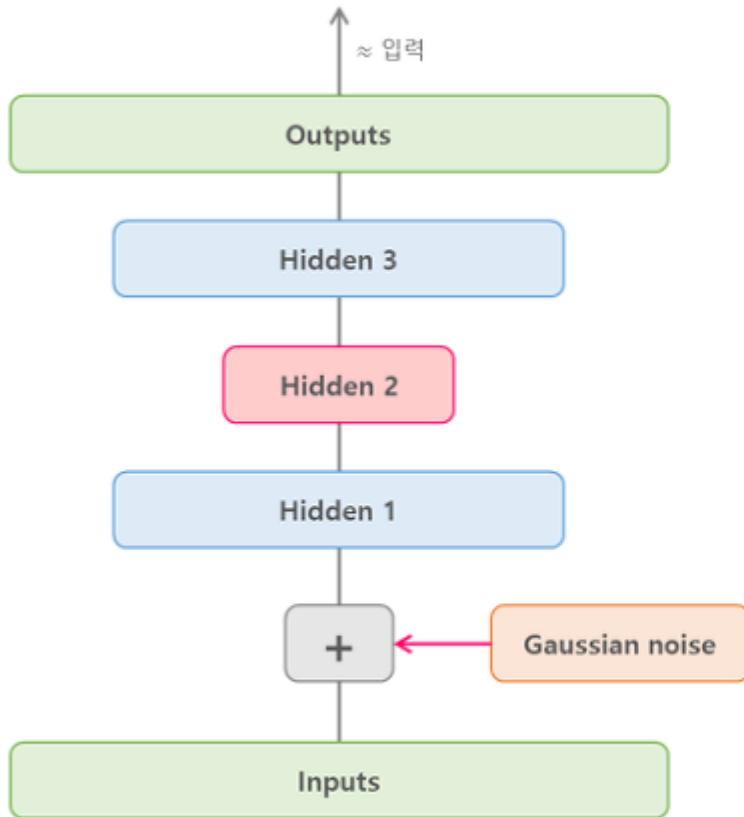 ≈ 입력
Outputs
Hidden 3
Hidden 2
Hidden 1
+
Gaussian noise
Inputs